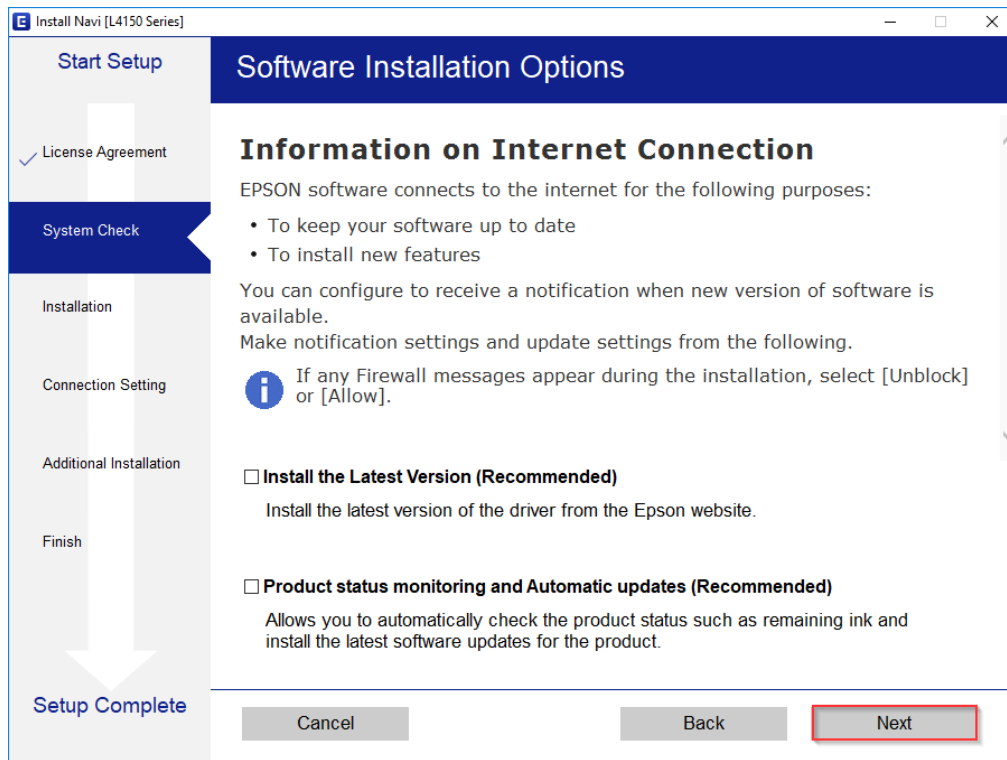 E Install Navi [L4150 Series]
Start Setup
Software Installation Options
License Agreement
System Check
Installation
Connection Setting
Additional Installation
Finish
Setup Complete
Information on Internet Connection
EPSON software connects to the internet for the following purposes:
• To keep your software up to date
• To install new features
You can configure to receive a notification when new version of software is
available.
Make notification settings and update settings from the following.
If any Firewall messages appear during the installation, select [Unblock]
or [Allow].
Install the Latest Version (Recommended)
Install the latest version of the driver from the Epson website.
Product status monitoring and Automatic updates (Recommended)
Allows you to automatically check the product status such as remaining ink and
install the latest software updates for the product.
Cancel
Back
Next